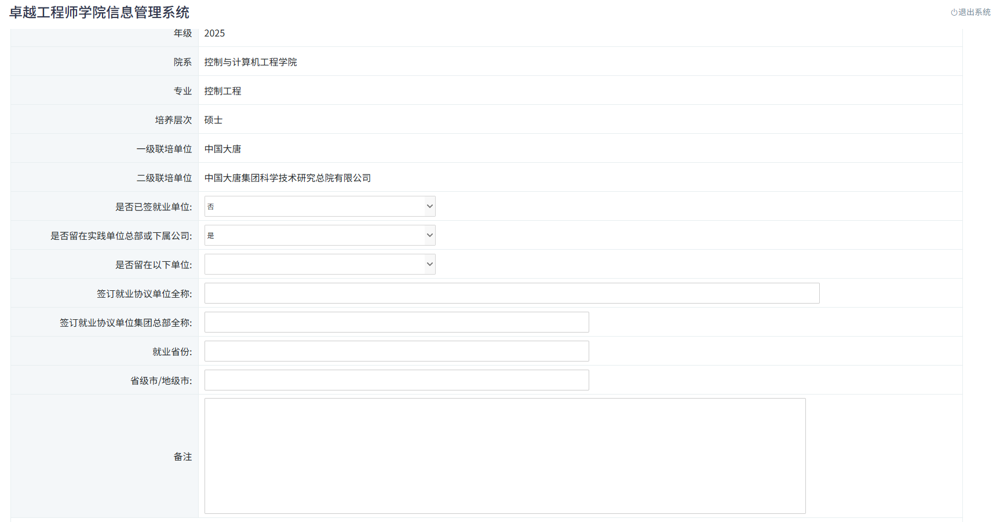 卓越工程师学院信息管理系统
退出系统
年级 2025
院系 控制与计算机工程学院
专业 控制工程
培养层次 硕士
一级联培单位 中国大唐
二级联培单位 中国大唐集团科学技术研究总院有限公司
是否已签就业单位: 否
是否留在实践单位总部或下属公司: 是
是否留在以下单位:
签订就业协议单位全称:
签订就业协议单位集团总部全称:
就业省份:
省级市/地级市:
备注